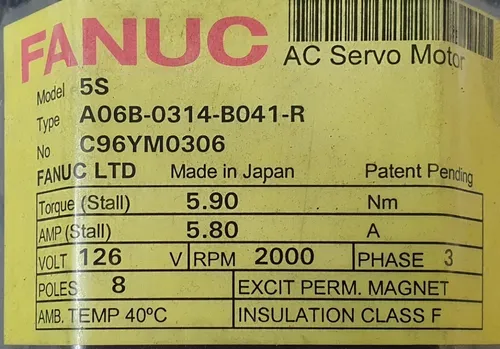 FANUC AC Servo Motor
Model 5S
Type A06B-0314-B041-R
No C96YM0306
FANUC LTD Made in Japan Patent Pending
Torque (Stall) 5.90 Nm
AMP (Stall) 5.80 A
VOLT 126 V RPM 2000 PHASE 3
POLES 8 EXCIT PERM. MAGNET
AMB. TEMP 40ºC INSULATION CLASS F